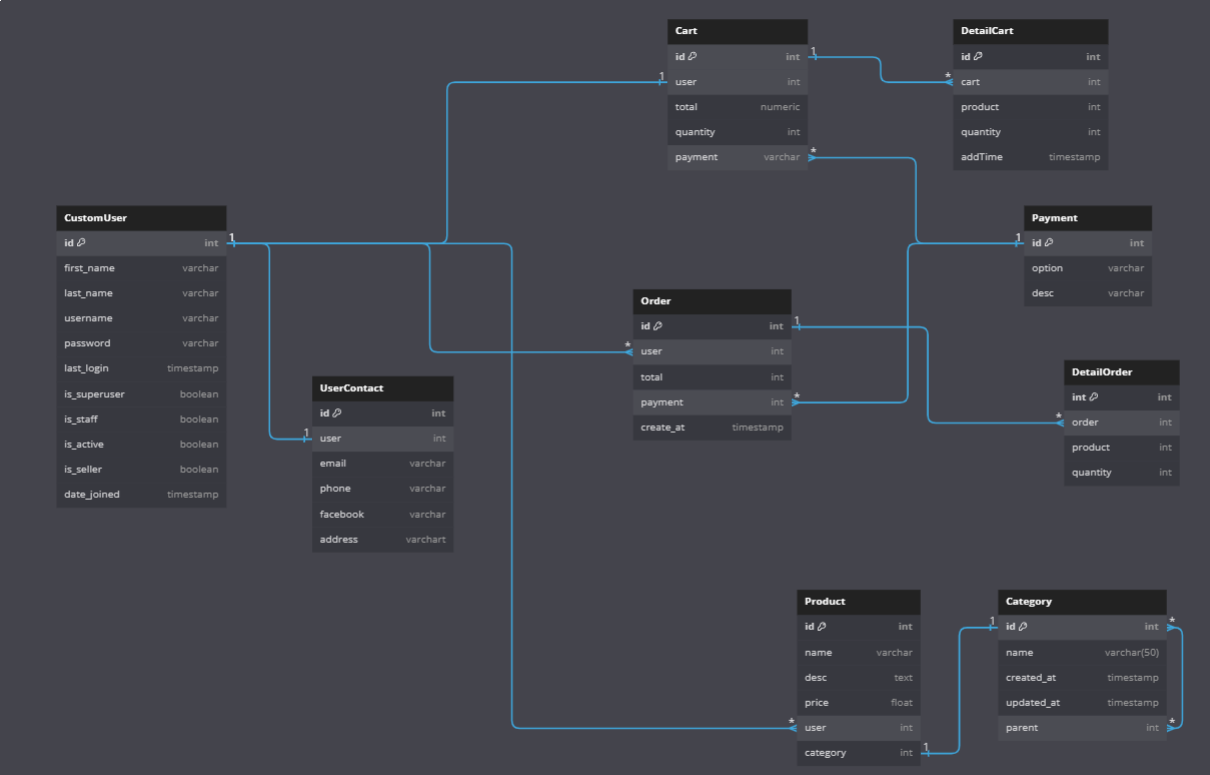 Cart
id int
user int
total numeric
quantity int
payment varchar
1
1
*
DetailCart
id int
cart int
product int
quantity int
addTime timestamp
*
CustomUser
id int
first_name varchar
last_name varchar
username varchar
password varchar
last_login timestamp
is_superuser boolean
is_staff boolean
is_active boolean
is_seller boolean
date_joined timestamp
1
Payment
id int
option varchar
desc varchar
1
Order
id int
user int
total int
payment int
create_at timestamp
1
*
*
UserContact
id int
user int
email varchar
phone varchar
facebook varchar
address varchart
1
DetailOrder
int int
order int
product int
quantity int
*
Product
id int
name varchar
desc text
price float
user int
category int
*
1
Category
id int
name varchar(50)
created_at timestamp
updated_at timestamp
parent int
1
*
*